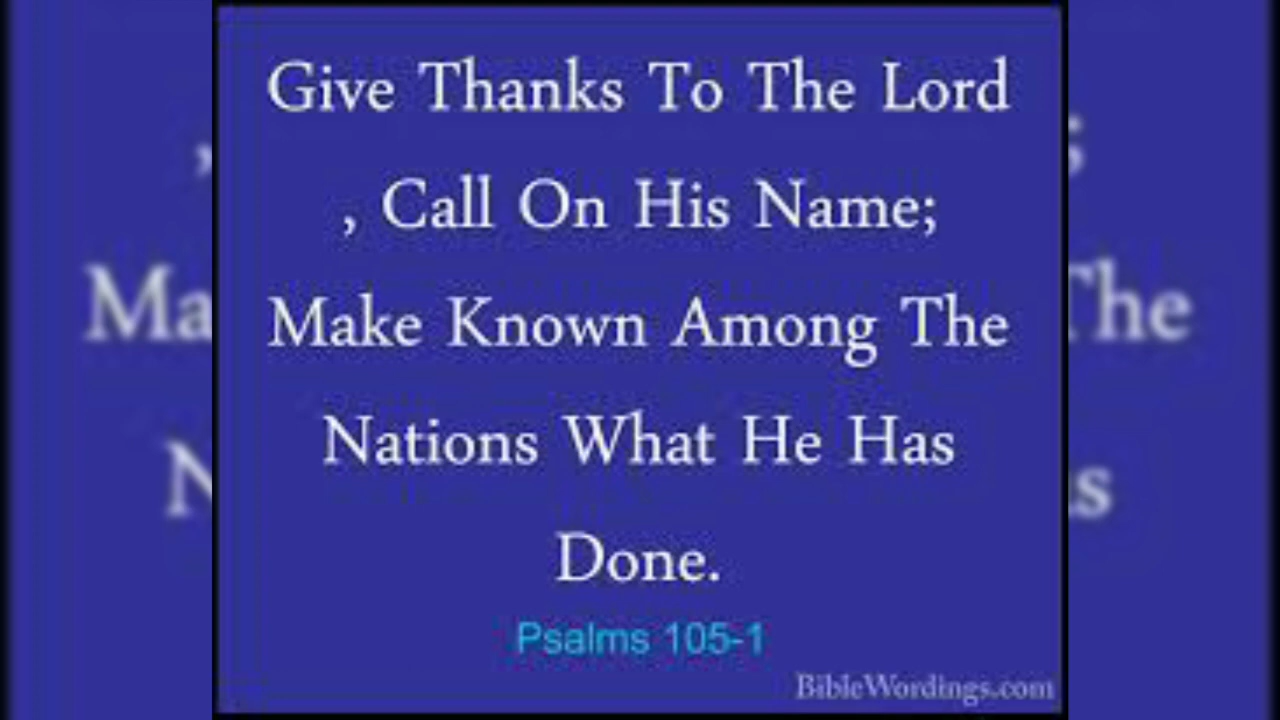 Give Thanks To The Lord
, Call On His Name;
Make Known Among The
Nations What He Has
Done.
Psalms 105-1
BibleWordings.com